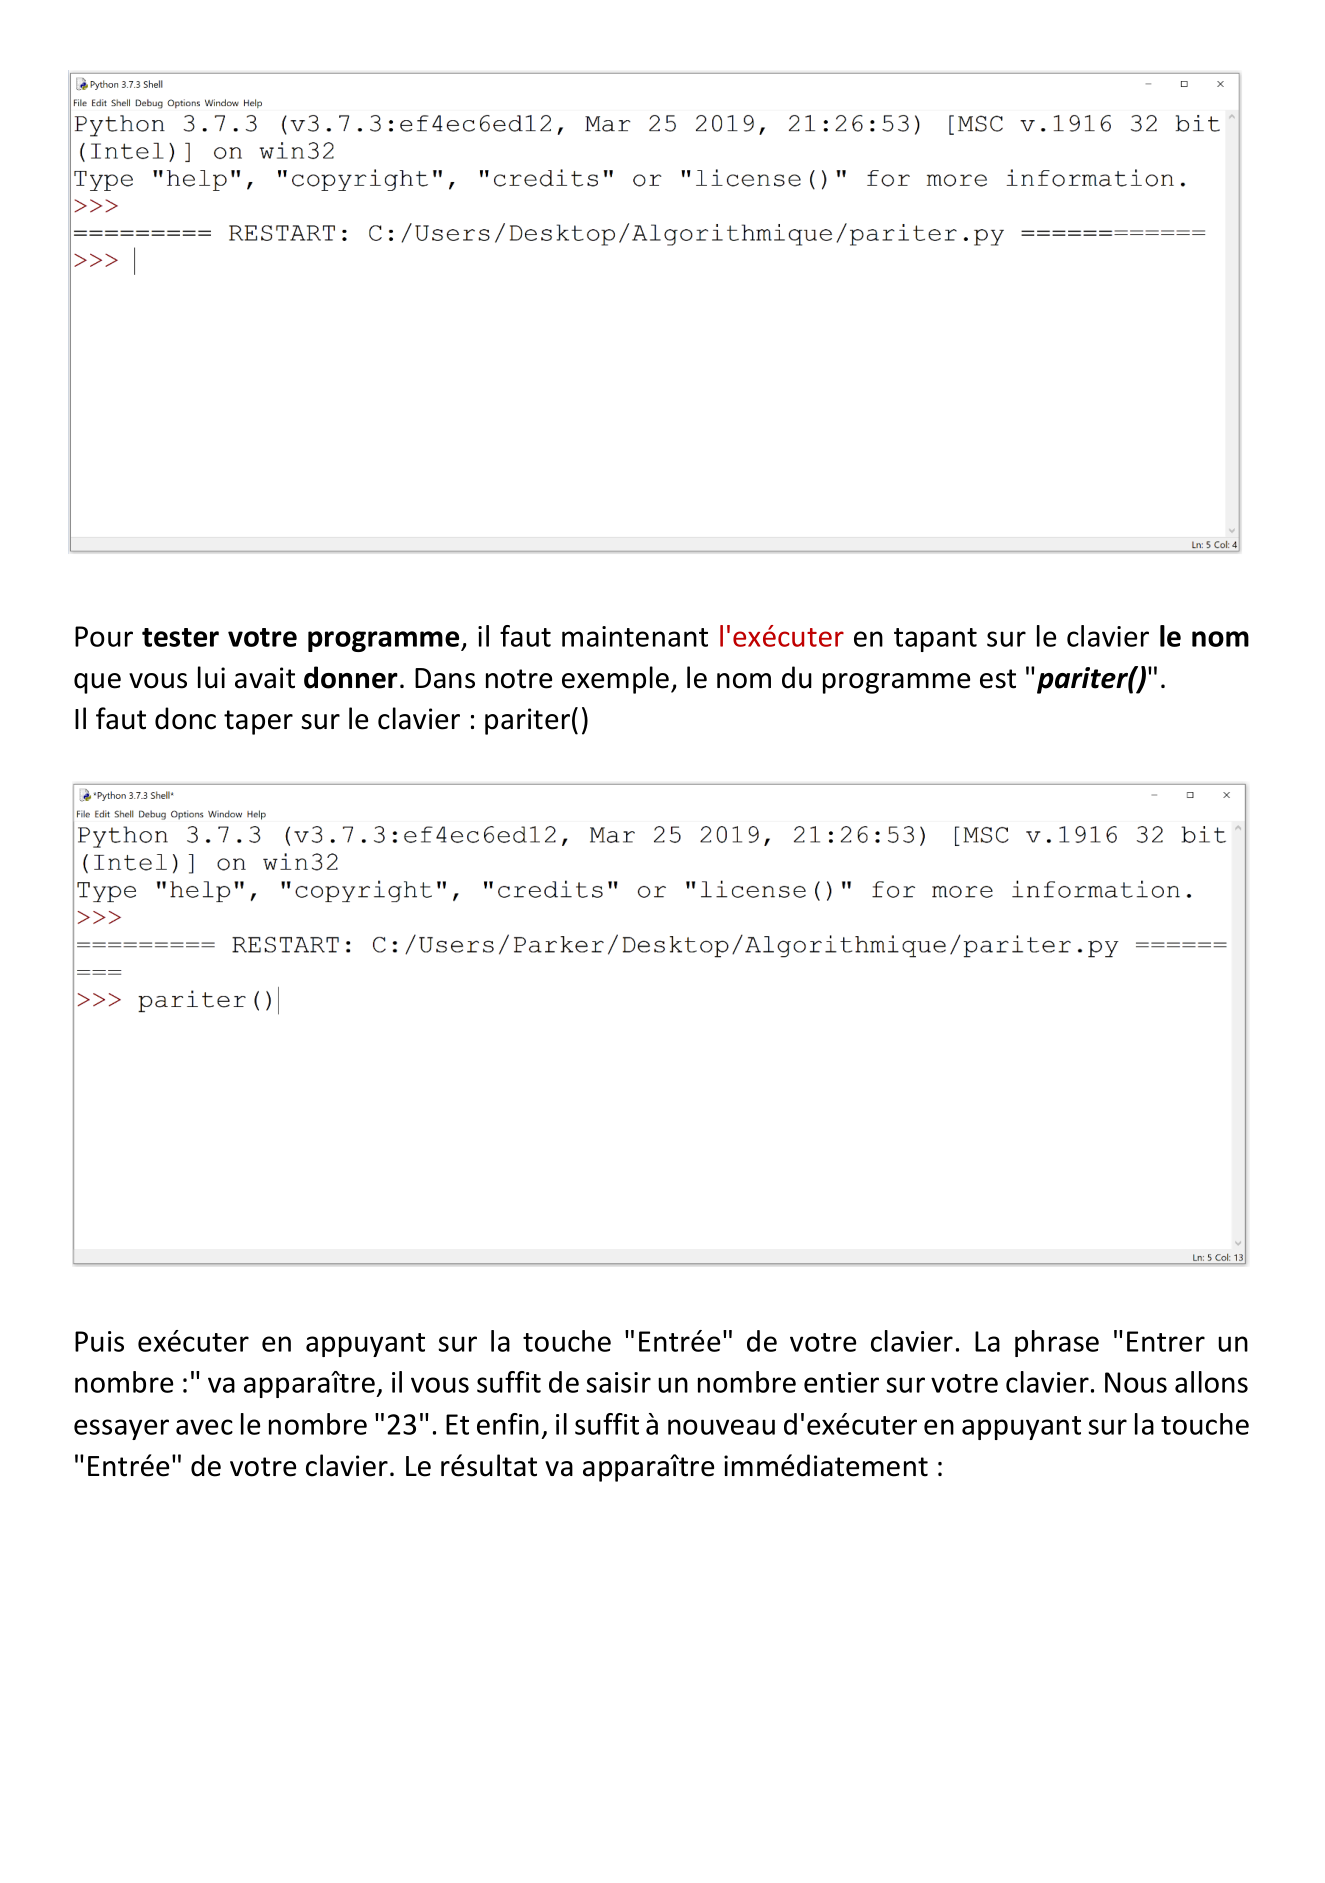 Python 3.7.3 Shell
File Edit Shell Debug Options Window Help
Python 3.7.3 (v3.7.3:ef4ec6ed12, Mar 25 2019, 21:26:53) [MSC v.1916 32 bit
(Intel)] on win32
Type "help", "copyright", "credits" or "license()" for more information.
>>>
========= RESTART: C:/Users/Desktop/Algorithmique/pariter.py ============
>>>
Ln: 5 Col: 4
Pour tester votre programme, il faut maintenant l'exécuter en tapant sur le clavier le nom
que vous lui avait donner. Dans notre exemple, le nom du programme est "pariter()".
Il faut donc taper sur le clavier : pariter()
*Python 3.7.3 Shell*
File Edit Shell Debug Options Window Help
Python 3.7.3 (v3.7.3:ef4ec6ed12, Mar 25 2019, 21:26:53) [MSC v.1916 32 bit
(Intel)] on win32
Type "help", "copyright", "credits" or "license()" for more information.
>>>
========= RESTART: C:/Users/Parker/Desktop/Algorithmique/pariter.py ======
===
>>> pariter()
Ln: 5 Col: 13
Puis exécuter en appuyant sur la touche "Entrée" de votre clavier. La phrase "Entrer un
nombre :" va apparaître, il vous suffit de saisir un nombre entier sur votre clavier. Nous allons
essayer avec le nombre "23". Et enfin, il suffit à nouveau d'exécuter en appuyant sur la touche
"Entrée" de votre clavier. Le résultat va apparaître immédiatement :